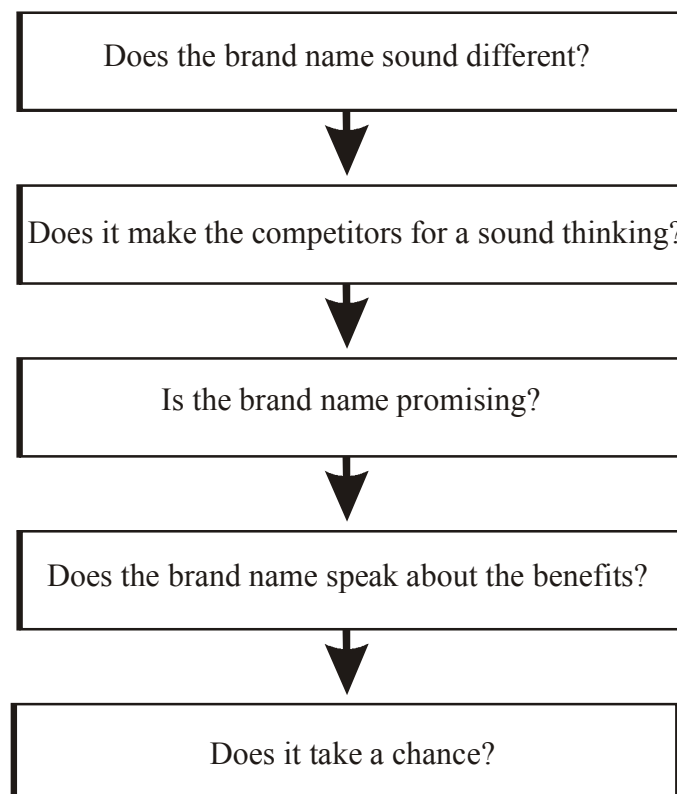 Does the brand name sound different?
Does it make the competitors for a sound thinking?
Is the brand name promising?
Does the brand name speak about the benefits?
Does it take a chance?